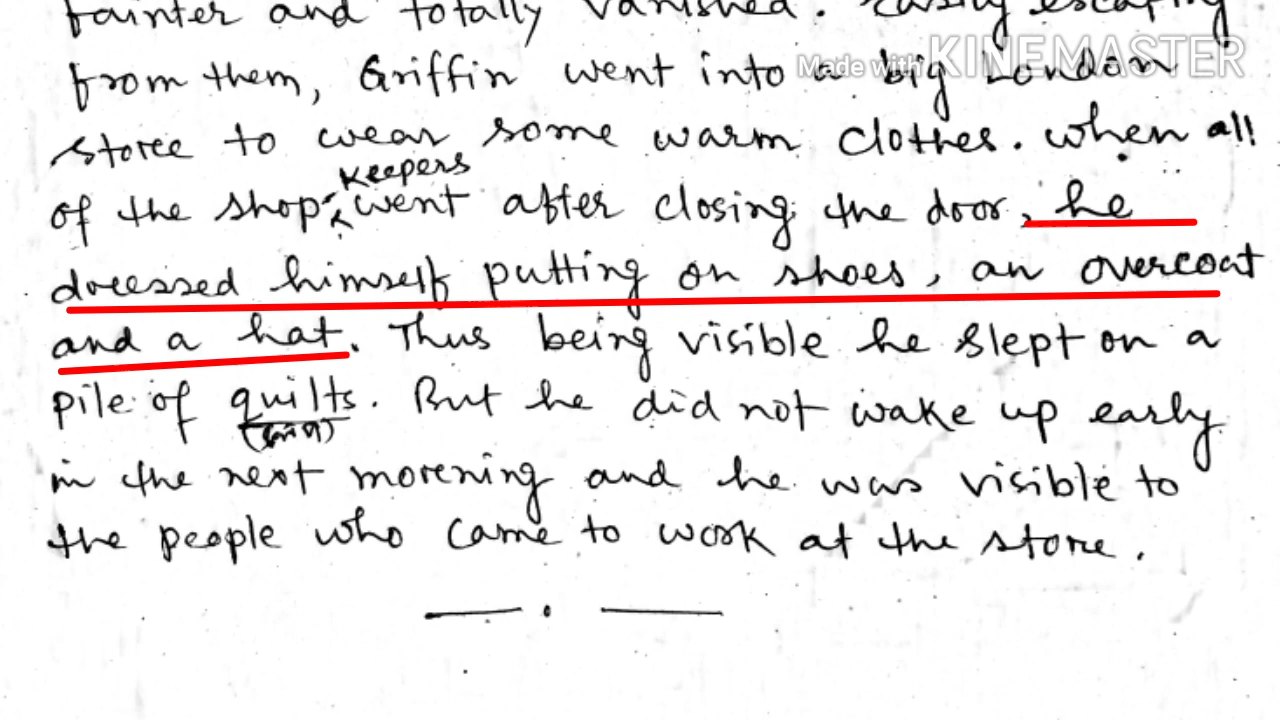 fainter and totally vanished. Easily escaping
Made with KINEMASTER
from them, Griffin went into a big London
store to wear some warm clothes. When all
keepers
of the shop went after closing the door, he
dressed himself putting on shoes, an overcoat
and a hat. Thus being visible he slept on a
pile of quilts. But he did not wake up early
in the next morening and he was visible to
the people who came to work at the store.